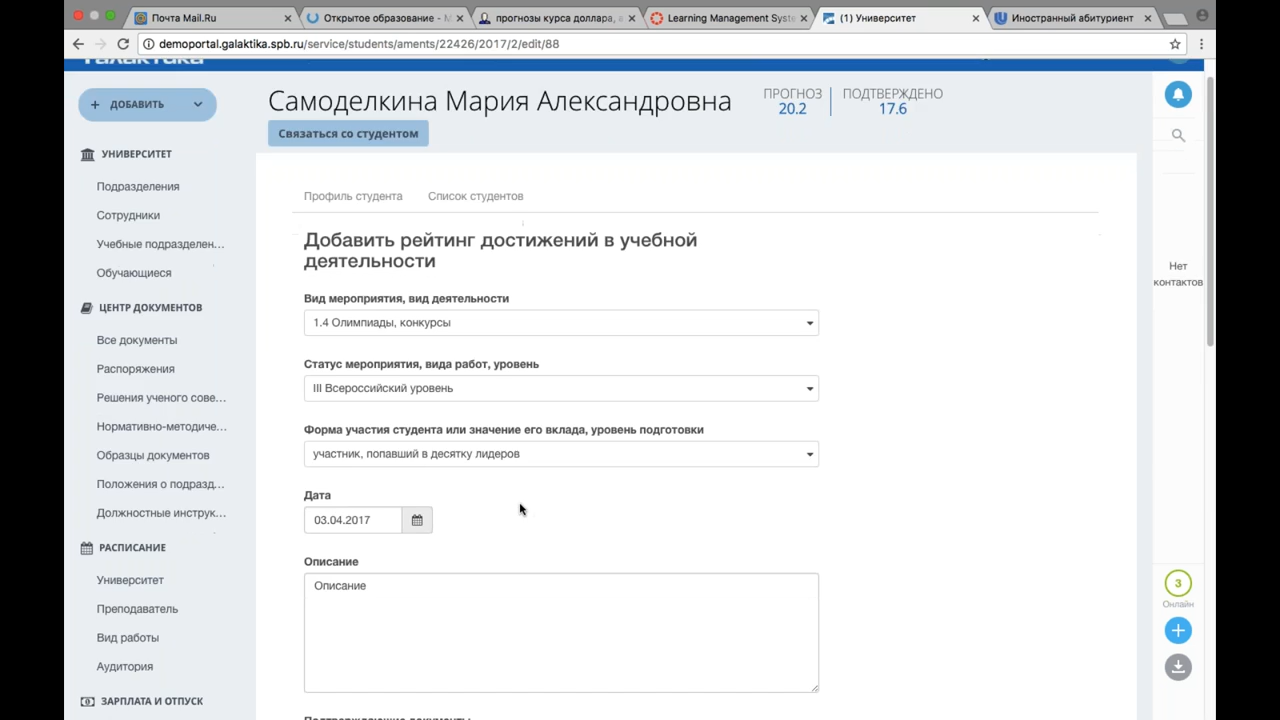 Почта Mail.Ru
Открытое образование - М
прогнозы курса доллара, а
Learning Management Syste
(1) Университет
Иностранный абитуриент
demoportal.galaktika.spb.ru/service/students/aments/22426/2017/2/edit/88
галактика
ДОБАВИТЬ
Самоделкина Мария Александровна
ПРОГНОЗ
20.2
ПОДТВЕРЖДЕНО
17.6
Связаться со студентом
УНИВЕРСИТЕТ
Подразделения
Сотрудники
Учебные подразделен...
Обучающиеся
ЦЕНТР ДОКУМЕНТОВ
Все документы
Распоряжения
Решения ученого сове...
Нормативно-методиче...
Образцы документов
Положения о подразд...
Должностные инструк...
РАСПИСАНИЕ
Университет
Преподаватель
Вид работы
Аудитория
ЗАРПЛАТА И ОТПУСК
Профиль студента
Список студентов
Добавить рейтинг достижений в учебной
деятельности
Вид мероприятия, вид деятельности
1.4 Олимпиады, конкурсы
Статус мероприятия, вида работ, уровень
III Всероссийский уровень
Форма участия студента или значение его вклада, уровень подготовки
участник, попавший в десятку лидеров
Дата
03.04.2017
Описание
Описание
Подтверждающие документы
Нет
контактов
3
Онлайн